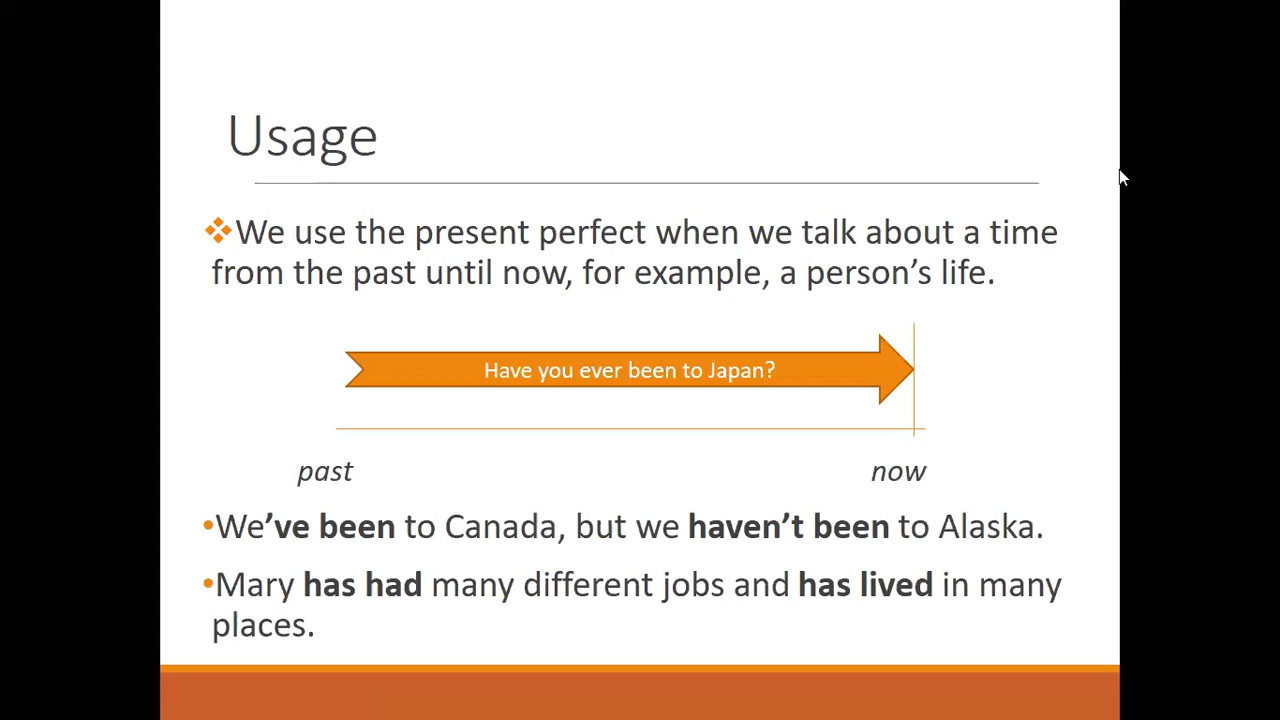 Usage
We use the present perfect when we talk about a time
from the past until now, for example, a person’s life.
Have you ever been to Japan?
past now
•We’ve been to Canada, but we haven’t been to Alaska.
•Mary has had many different jobs and has lived in many
places.